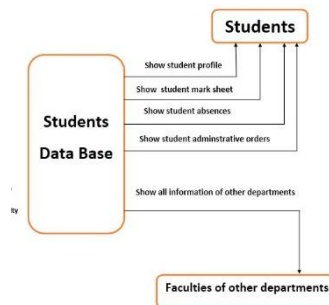 Students
Show student profile
Show student mark sheet
Show student absences
Students
Data Base
Show student adminstrative orders
Show all information of other departments
ity
Faculties of other departments